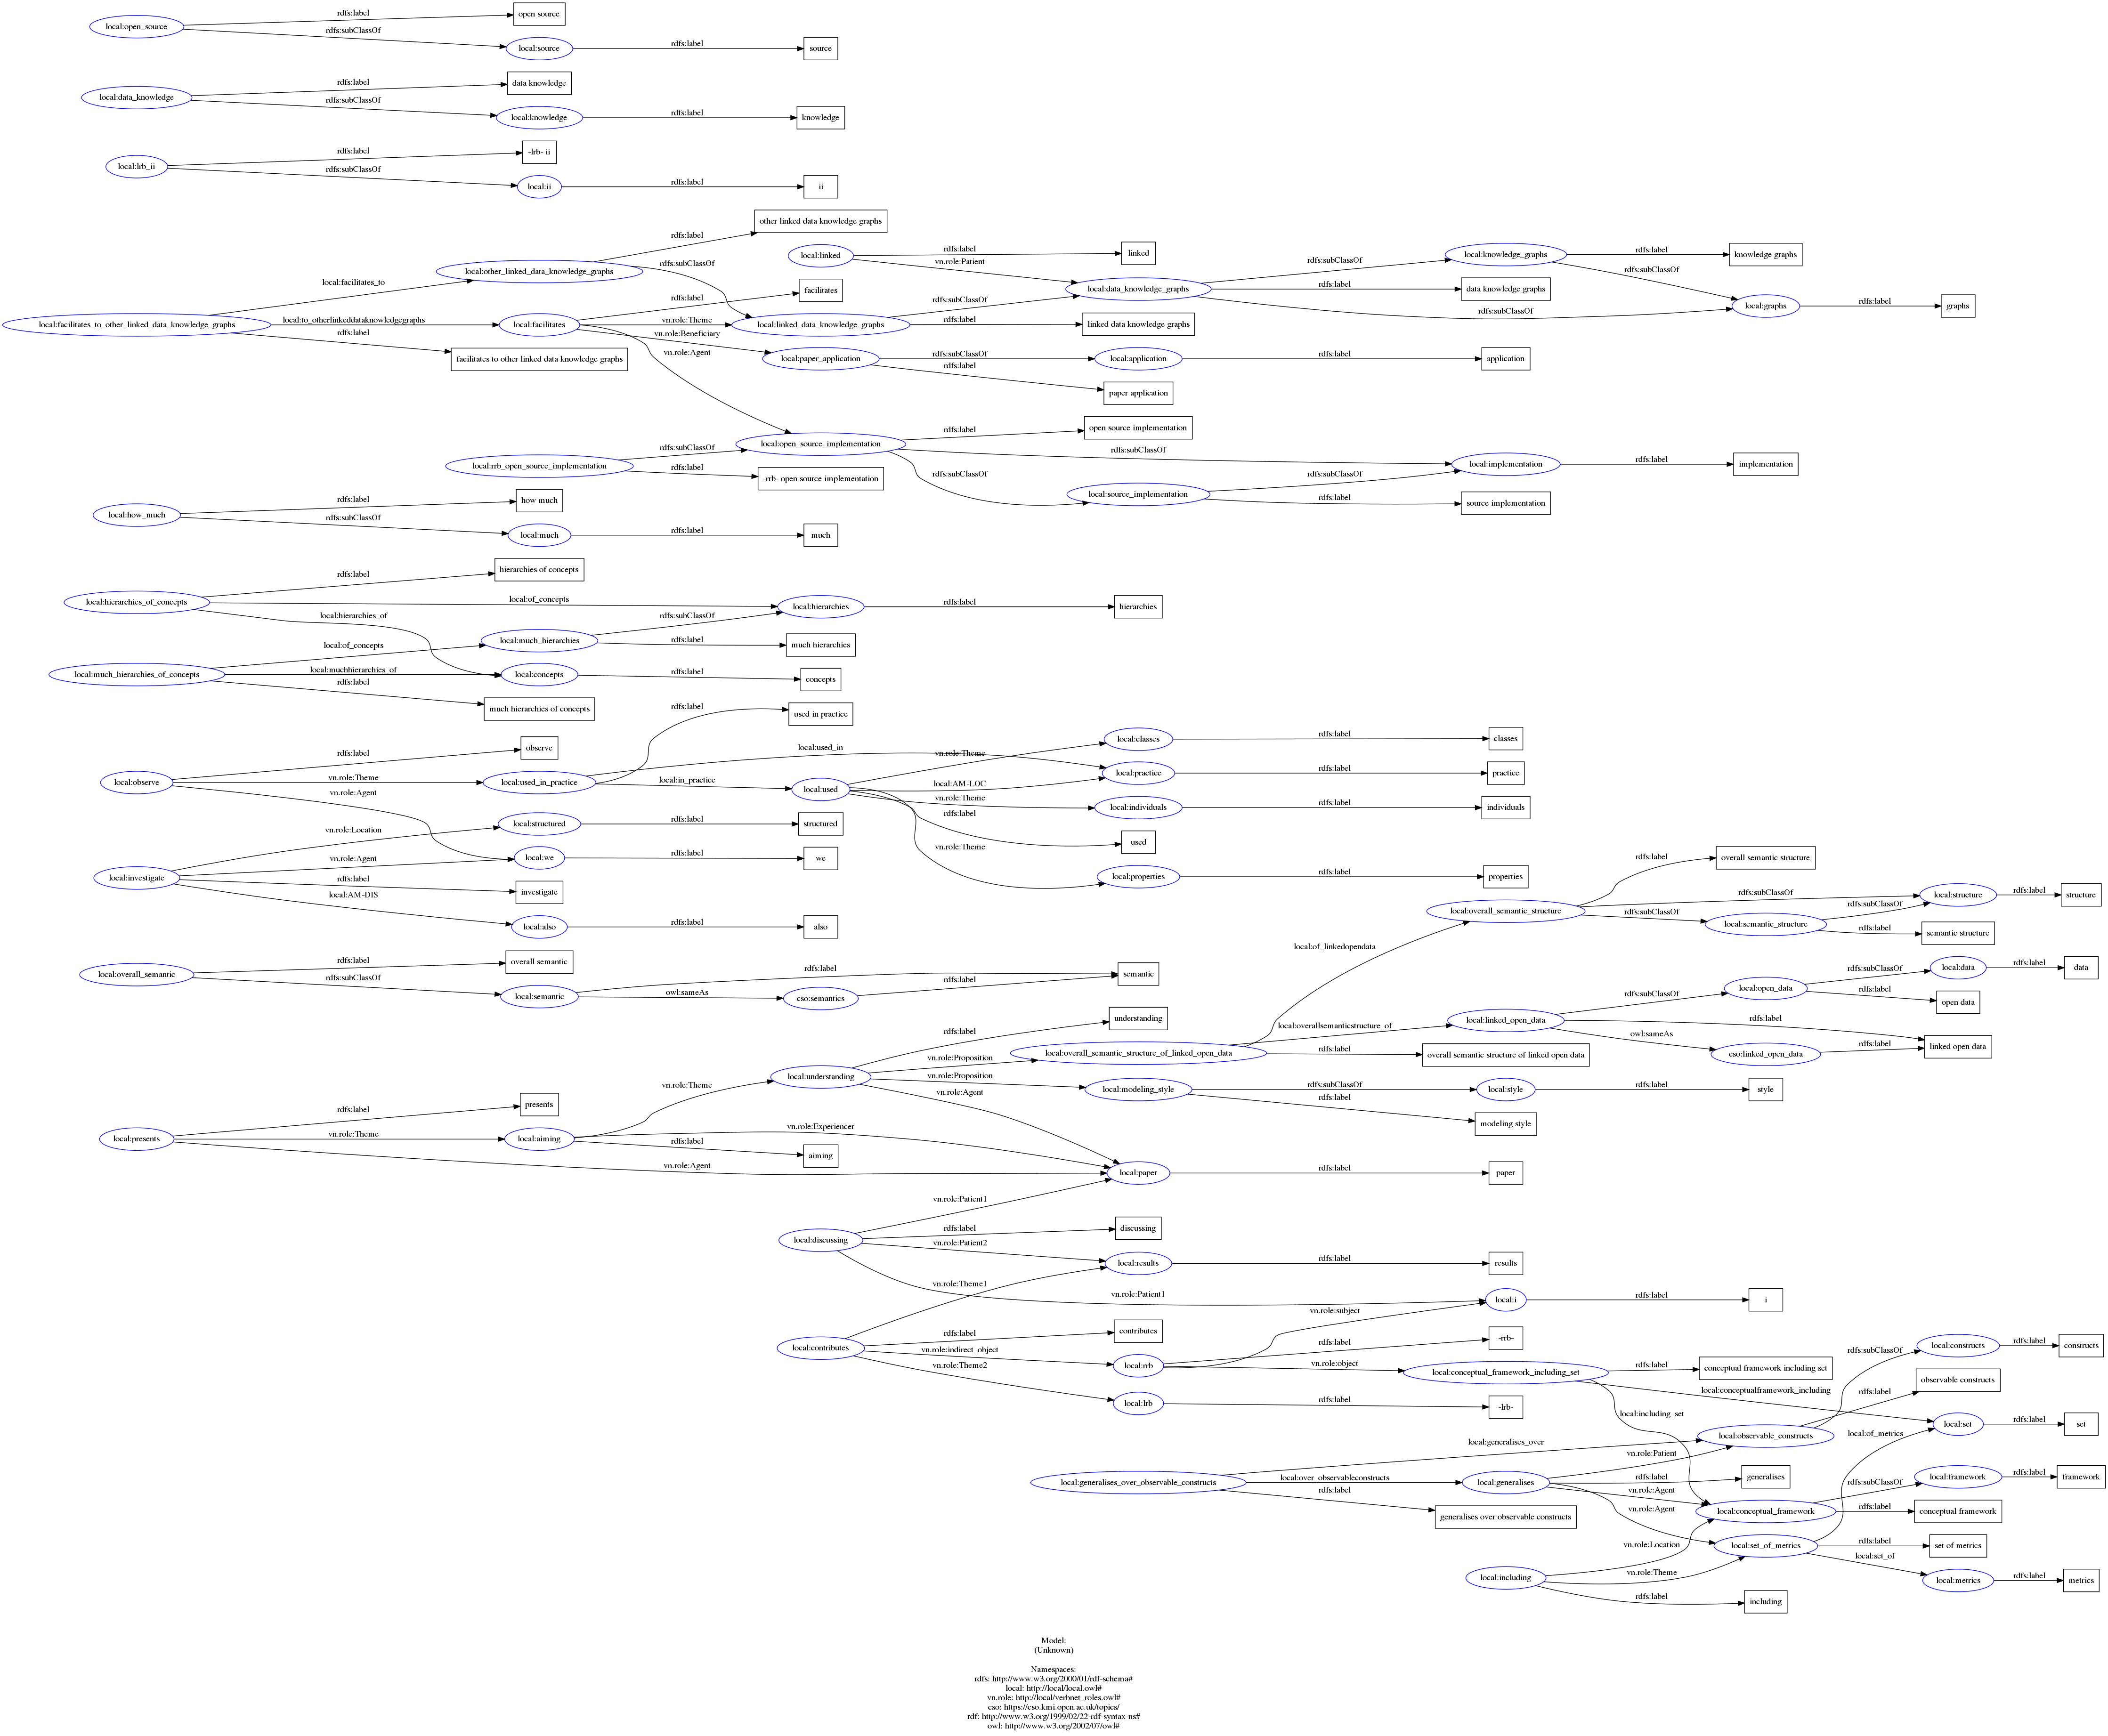 local:open_source
rdfs:label
open source
rdfs:subClassOf
local:source
rdfs:label
source
local:data_knowledge
rdfs:label
data knowledge
rdfs:subClassOf
local:knowledge
rdfs:label
knowledge
local:lrb_ii
rdfs:label
-lrb- ii
rdfs:subClassOf
local:ii
rdfs:label
ii
local:facilitates_to_other_linked_data_knowledge_graphs
local:facilitates_to
local:other_linked_data_knowledge_graphs
rdfs:label
other linked data knowledge graphs
rdfs:subClassOf
local:to_otherlinkeddataknowledgegraphs
local:facilitates
rdfs:label
facilitates
rdfs:label
facilitates to other linked data knowledge graphs
vn.role:Theme
vn.role:Beneficiary
vn.role:Agent
local:linked
rdfs:label
linked
vn.role:Patient
local:linked_data_knowledge_graphs
rdfs:subClassOf
rdfs:label
linked data knowledge graphs
local:data_knowledge_graphs
rdfs:subClassOf
rdfs:label
data knowledge graphs
rdfs:subClassOf
local:knowledge_graphs
rdfs:label
knowledge graphs
rdfs:subClassOf
local:graphs
rdfs:label
graphs
local:paper_application
rdfs:subClassOf
local:application
rdfs:label
application
rdfs:label
paper application
local:rrb_open_source_implementation
rdfs:subClassOf
rdfs:label
-rrb- open source implementation
local:open_source_implementation
rdfs:label
open source implementation
rdfs:subClassOf
rdfs:subClassOf
local:source_implementation
rdfs:subClassOf
rdfs:label
source implementation
local:implementation
rdfs:label
implementation
local:how_much
rdfs:label
how much
rdfs:subClassOf
local:much
rdfs:label
much
local:hierarchies_of_concepts
rdfs:label
hierarchies of concepts
local:of_concepts
local:hierarchies
rdfs:label
hierarchies
local:hierarchies_of
local:much_hierarchies_of_concepts
local:of_concepts
local:much_hierarchies
rdfs:subClassOf
rdfs:label
much hierarchies
local:muchhierarchies_of
local:concepts
rdfs:label
concepts
rdfs:label
much hierarchies of concepts
local:observe
rdfs:label
observe
vn.role:Theme
local:used_in_practice
rdfs:label
used in practice
local:used_in
local:in_practice
vn.role:Agent
local:used
vn.role:Theme
local:classes
rdfs:label
classes
local:AM-LOC
local:practice
rdfs:label
practice
vn.role:Theme
local:individuals
rdfs:label
individuals
rdfs:label
used
vn.role:Theme
local:properties
rdfs:label
properties
local:investigate
vn.role:Location
local:structured
rdfs:label
structured
vn.role:Agent
local:we
rdfs:label
we
rdfs:label
investigate
local:AM-DIS
local:also
rdfs:label
also
local:overall_semantic
rdfs:label
overall semantic
rdfs:subClassOf
local:semantic
rdfs:label
semantic
owl:sameAs
cso:semantics
rdfs:label
local:presents
rdfs:label
presents
vn.role:Theme
local:aiming
vn.role:Agent
vn.role:Theme
vn.role:Experiencer
rdfs:label
aiming
local:understanding
rdfs:label
understanding
vn.role:Proposition
vn.role:Proposition
vn.role:Agent
local:overall_semantic_structure_of_linked_open_data
local:of_linkedopendata
local:overallsemanticstructure_of
rdfs:label
overall semantic structure of linked open data
local:overall_semantic_structure
rdfs:label
overall semantic structure
rdfs:subClassOf
local:structure
rdfs:label
structure
rdfs:subClassOf
local:semantic_structure
rdfs:subClassOf
rdfs:label
semantic structure
local:linked_open_data
rdfs:subClassOf
local:open_data
rdfs:subClassOf
local:data
rdfs:label
data
rdfs:label
open data
rdfs:label
linked open data
owl:sameAs
cso:linked_open_data
rdfs:label
local:modeling_style
rdfs:subClassOf
local:style
rdfs:label
style
rdfs:label
modeling style
local:paper
rdfs:label
paper
local:discussing
vn.role:Patient1
rdfs:label
discussing
vn.role:Patient2
local:results
rdfs:label
results
vn.role:Patient1
local:i
rdfs:label
i
local:contributes
vn.role:Theme1
rdfs:label
contributes
vn.role:indirect_object
local:rrb
vn.role:subject
rdfs:label
-rrb-
vn.role:object
vn.role:Theme2
local:lrb
rdfs:label
-lrb-
local:conceptual_framework_including_set
rdfs:label
conceptual framework including set
local:conceptualframework_including
local:including_set
local:generalises_over_observable_constructs
local:generalises_over
local:over_observableconstructs
rdfs:label
generalises over observable constructs
local:generalises
vn.role:Patient
rdfs:label
generalises
vn.role:Agent
vn.role:Agent
local:observable_constructs
rdfs:subClassOf
local:constructs
rdfs:label
constructs
rdfs:label
observable constructs
local:set
rdfs:label
set
local:conceptual_framework
rdfs:subClassOf
local:framework
rdfs:label
framework
rdfs:label
conceptual framework
local:set_of_metrics
local:of_metrics
rdfs:label
set of metrics
local:set_of
local:metrics
rdfs:label
metrics
local:including
vn.role:Location
vn.role:Theme
rdfs:label
including
Model:
(Unknown)
Namespaces:
rdfs: http://www.w3.org/2000/01/rdf-schema#
local: http://local/local.owl#
vn.role: http://local/verbnet_roles.owl#
cso: https://cso.kmi.open.ac.uk/topics/
rdf: http://www.w3.org/1999/02/22-rdf-syntax-ns#
owl: http://www.w3.org/2002/07/owl#